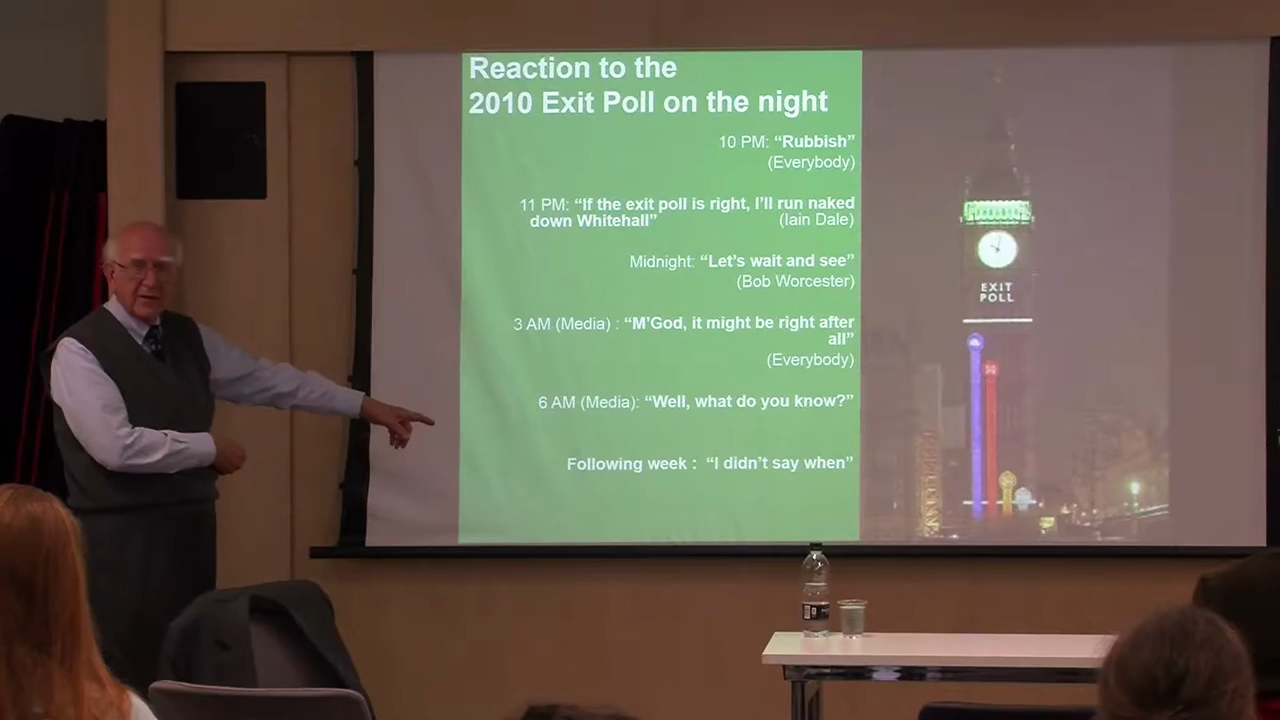 Reaction to the
2010 Exit Poll on the night
10 PM: “Rubbish”
(Everybody)
11 PM: “If the exit poll is right, I’ll run naked
down Whitehall” (Iain Dale)
Midnight: “Let’s wait and see”
(Bob Worcester)
3 AM (Media) : “M’God, it might be right after
all”
(Everybody)
6 AM (Media): “Well, what do you know?”
Following week : “I didn’t say when”
EXIT
POLL